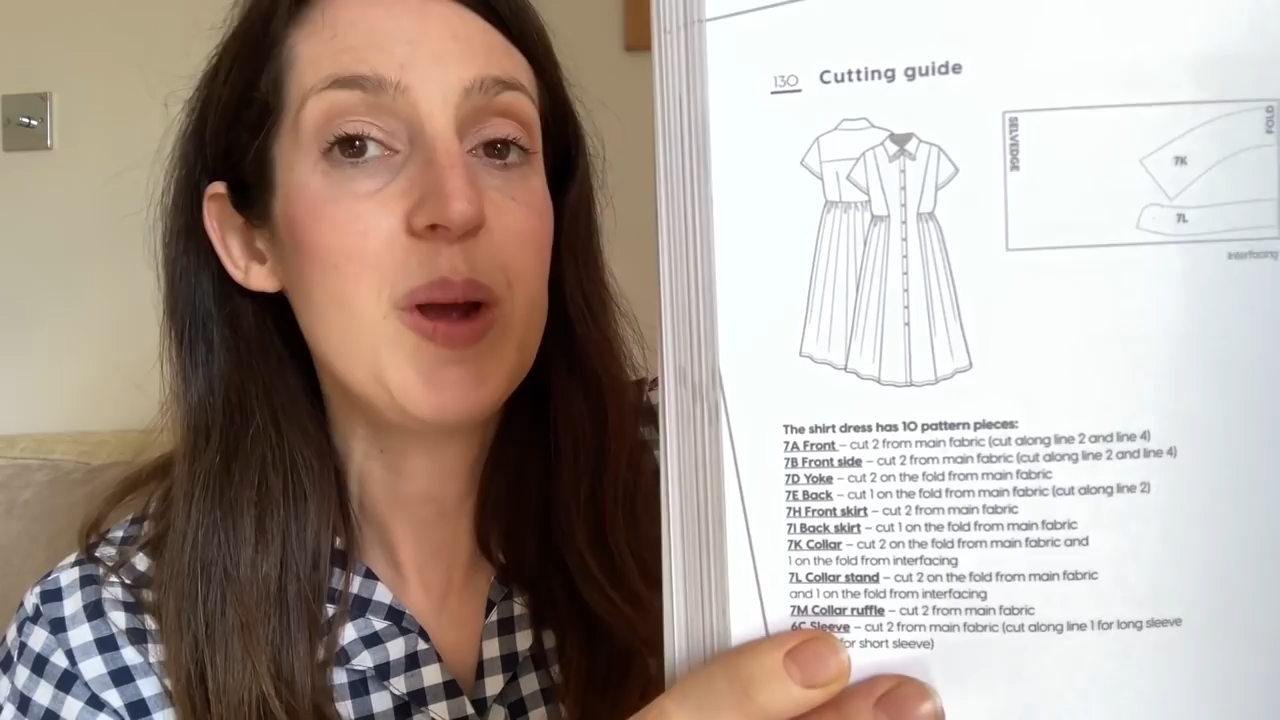 130 Cutting guide
SELVEDGE
FOLD
7K
7L
Interfacing
The shirt dress has 10 pattern pieces:
7A Front – cut 2 from main fabric (cut along line 2 and line 4)
7B Front side – cut 2 from main fabric (cut along line 2 and line 4)
7D Yoke – cut 2 on the fold from main fabric
7E Back – cut 1 on the fold from main fabric (cut along line 2)
7H Front skirt – cut 2 from main fabric
7I Back skirt – cut 1 on the fold from main fabric
7K Collar – cut 2 on the fold from main fabric and
1 on the fold from interfacing
7L Collar stand – cut 2 on the fold from main fabric
and 1 on the fold from interfacing
7M Collar ruffle – cut 2 from main fabric
6C Sleeve – cut 2 from main fabric (cut along line 1 for long sleeve
for short sleeve)